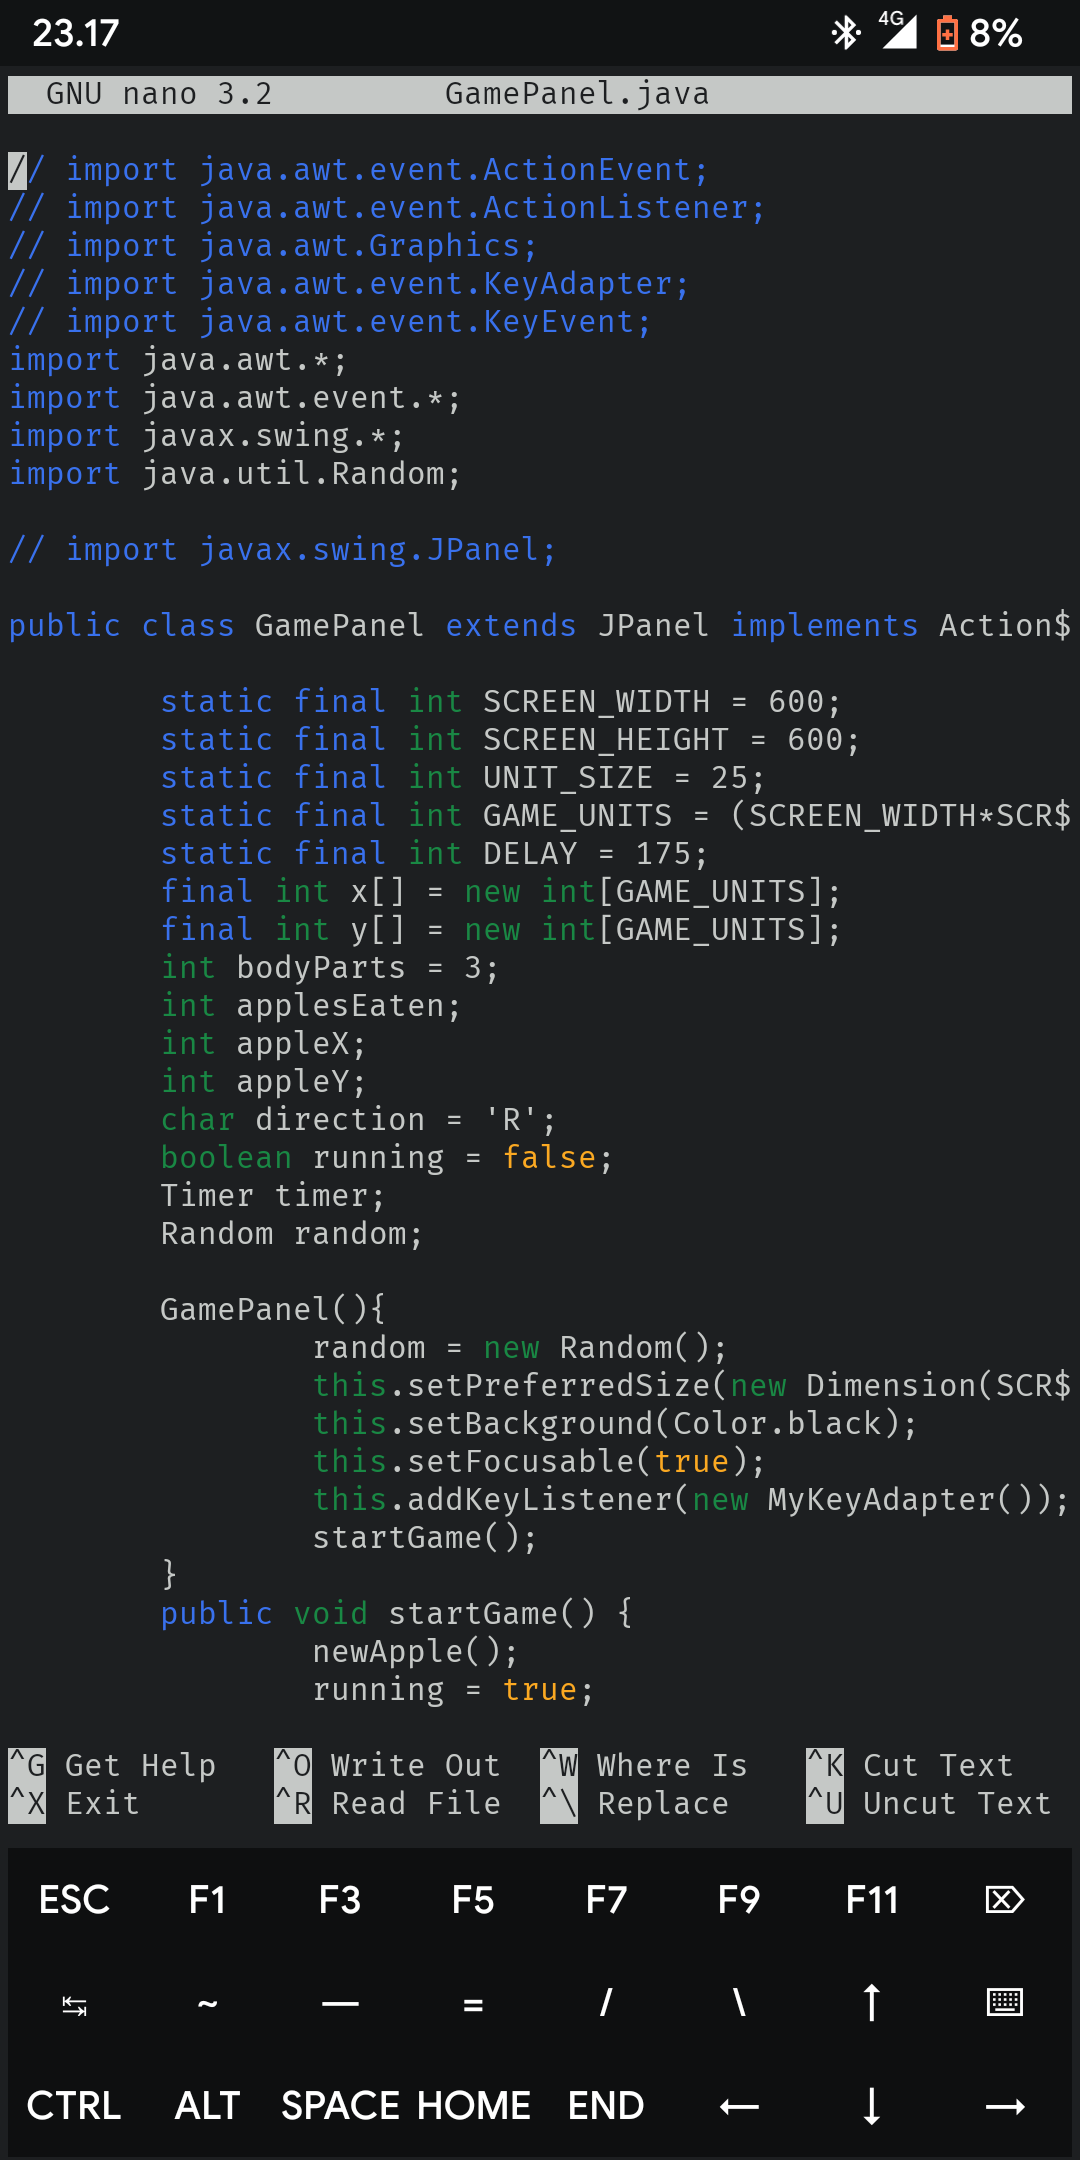 23.17 4G 8%
GNU nano 3.2 GamePanel.java
// import java.awt.event.ActionEvent;
// import java.awt.event.ActionListener;
// import java.awt.Graphics;
// import java.awt.event.KeyAdapter;
// import java.awt.event.KeyEvent;
import java.awt.*;
import java.awt.event.*;
import javax.swing.*;
import java.util.Random;
// import javax.swing.JPanel;
public class GamePanel extends JPanel implements Action$
static final int SCREEN_WIDTH = 600;
static final int SCREEN_HEIGHT = 600;
static final int UNIT_SIZE = 25;
static final int GAME_UNITS = (SCREEN_WIDTH*SCR$
static final int DELAY = 175;
final int x[] = new int[GAME_UNITS];
final int y[] = new int[GAME_UNITS];
int bodyParts = 3;
int applesEaten;
int appleX;
int appleY;
char direction = 'R';
boolean running = false;
Timer timer;
Random random;
GamePanel(){
random = new Random();
this.setPreferredSize(new Dimension(SCR$
this.setBackground(Color.black);
this.setFocusable(true);
this.addKeyListener(new MyKeyAdapter());
startGame();
}
public void startGame() {
newApple();
running = true;
^G Get Help ^O Write Out ^W Where Is ^K Cut Text
^X Exit ^R Read File ^\ Replace ^U Uncut Text
ESC F1 F3 F5 F7 F9 F11 ⌦
↹ ~ — = / \ ↑ ⌨
CTRL ALT SPACE HOME END ← ↓ →